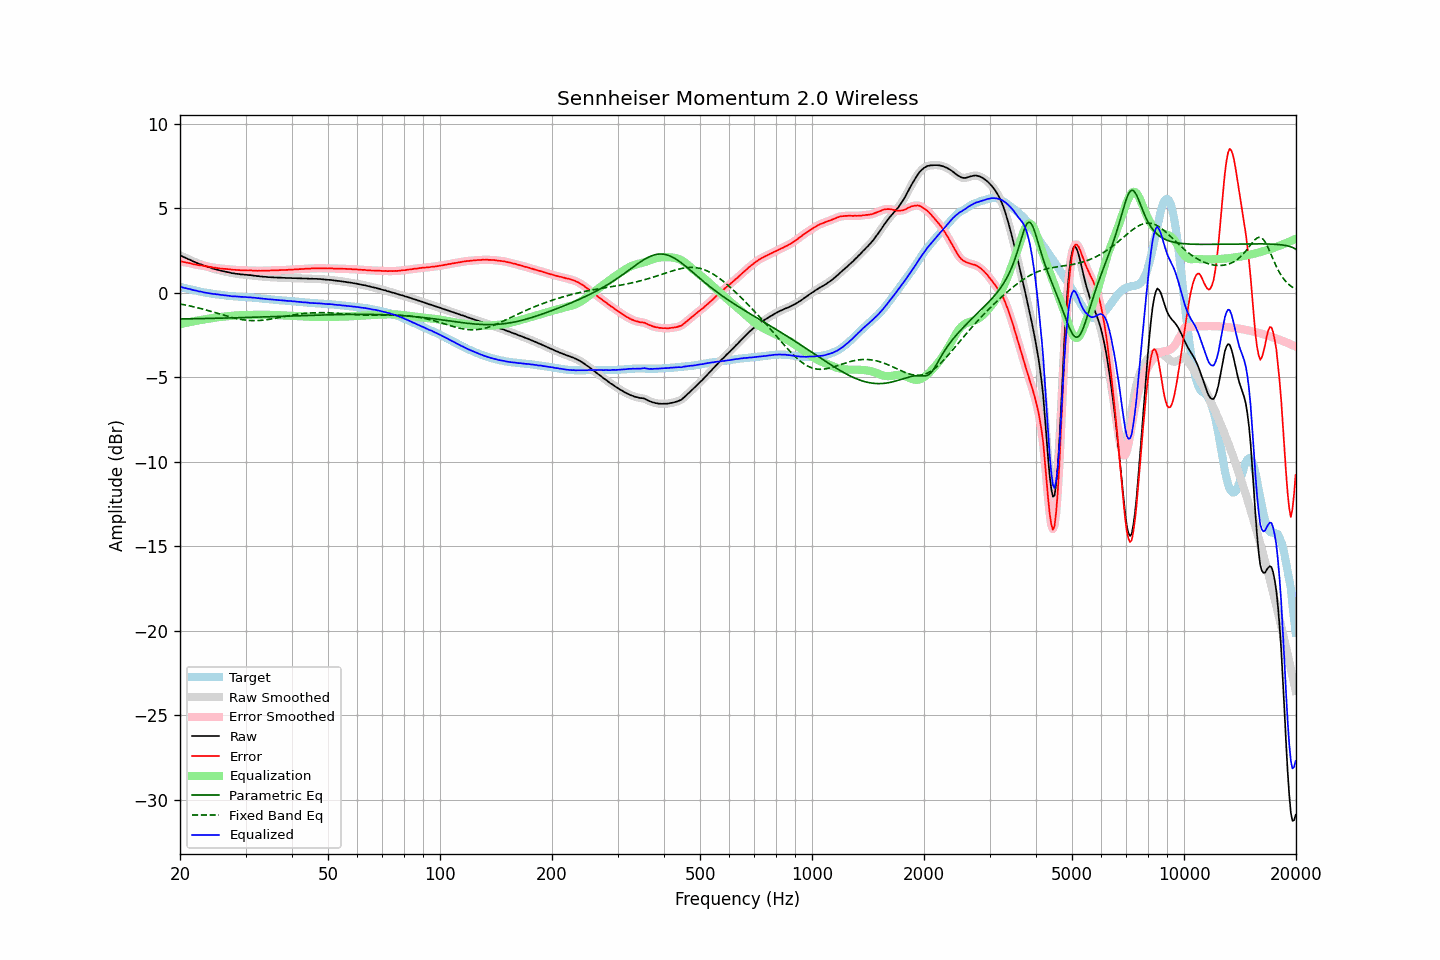 Sennheiser Momentum 2.0 Wireless
10
5
0
−5
−10
−15
−20
−25
−30
Amplitude (dBr)
Target
Raw Smoothed
Error Smoothed
Raw
Error
Equalization
Parametric Eq
Fixed Band Eq
Equalized
20 50 100 200 500 1000 2000 5000 10000 20000
Frequency (Hz)